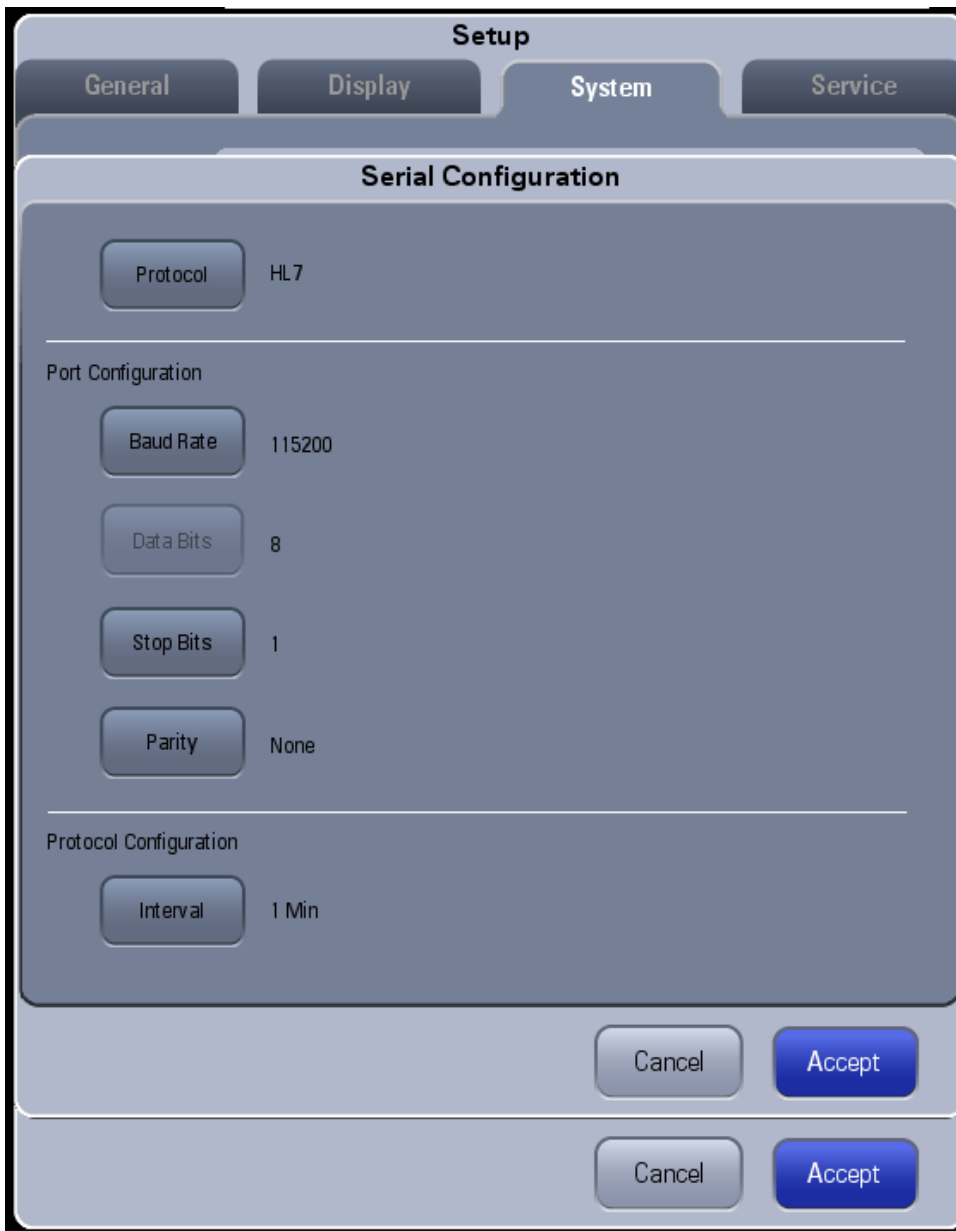 Setup
General Display System Service
Serial Configuration
Protocol HL7
Port Configuration
Baud Rate 115200
Data Bits 8
Stop Bits 1
Parity None
Protocol Configuration
Interval 1 Min
Cancel Accept
Cancel Accept